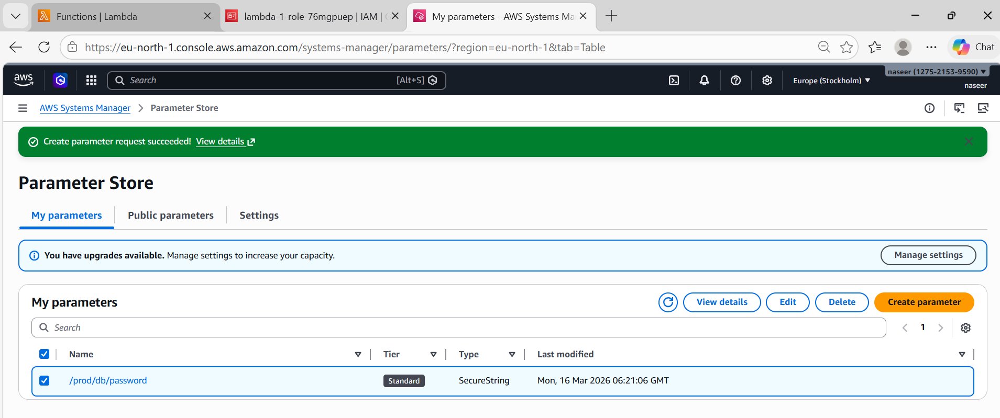 Functions | Lambda
lambda-1-role-76mgpuep | IAM |
My parameters - AWS Systems Ma
https://eu-north-1.console.aws.amazon.com/systems-manager/parameters/?region=eu-north-1&tab=Table
Chat
aws
Search
[Alt+S]
Europe (Stockholm)
naseer (1275-2153-9590)
naseer
AWS Systems Manager
Parameter Store
Create parameter request succeeded! View details
Parameter Store
My parameters
Public parameters
Settings
You have upgrades available. Manage settings to increase your capacity.
Manage settings
My parameters
View details
Edit
Delete
Create parameter
Search
1
Name
Tier
Type
Last modified
/prod/db/password
Standard
SecureString
Mon, 16 Mar 2026 06:21:06 GMT